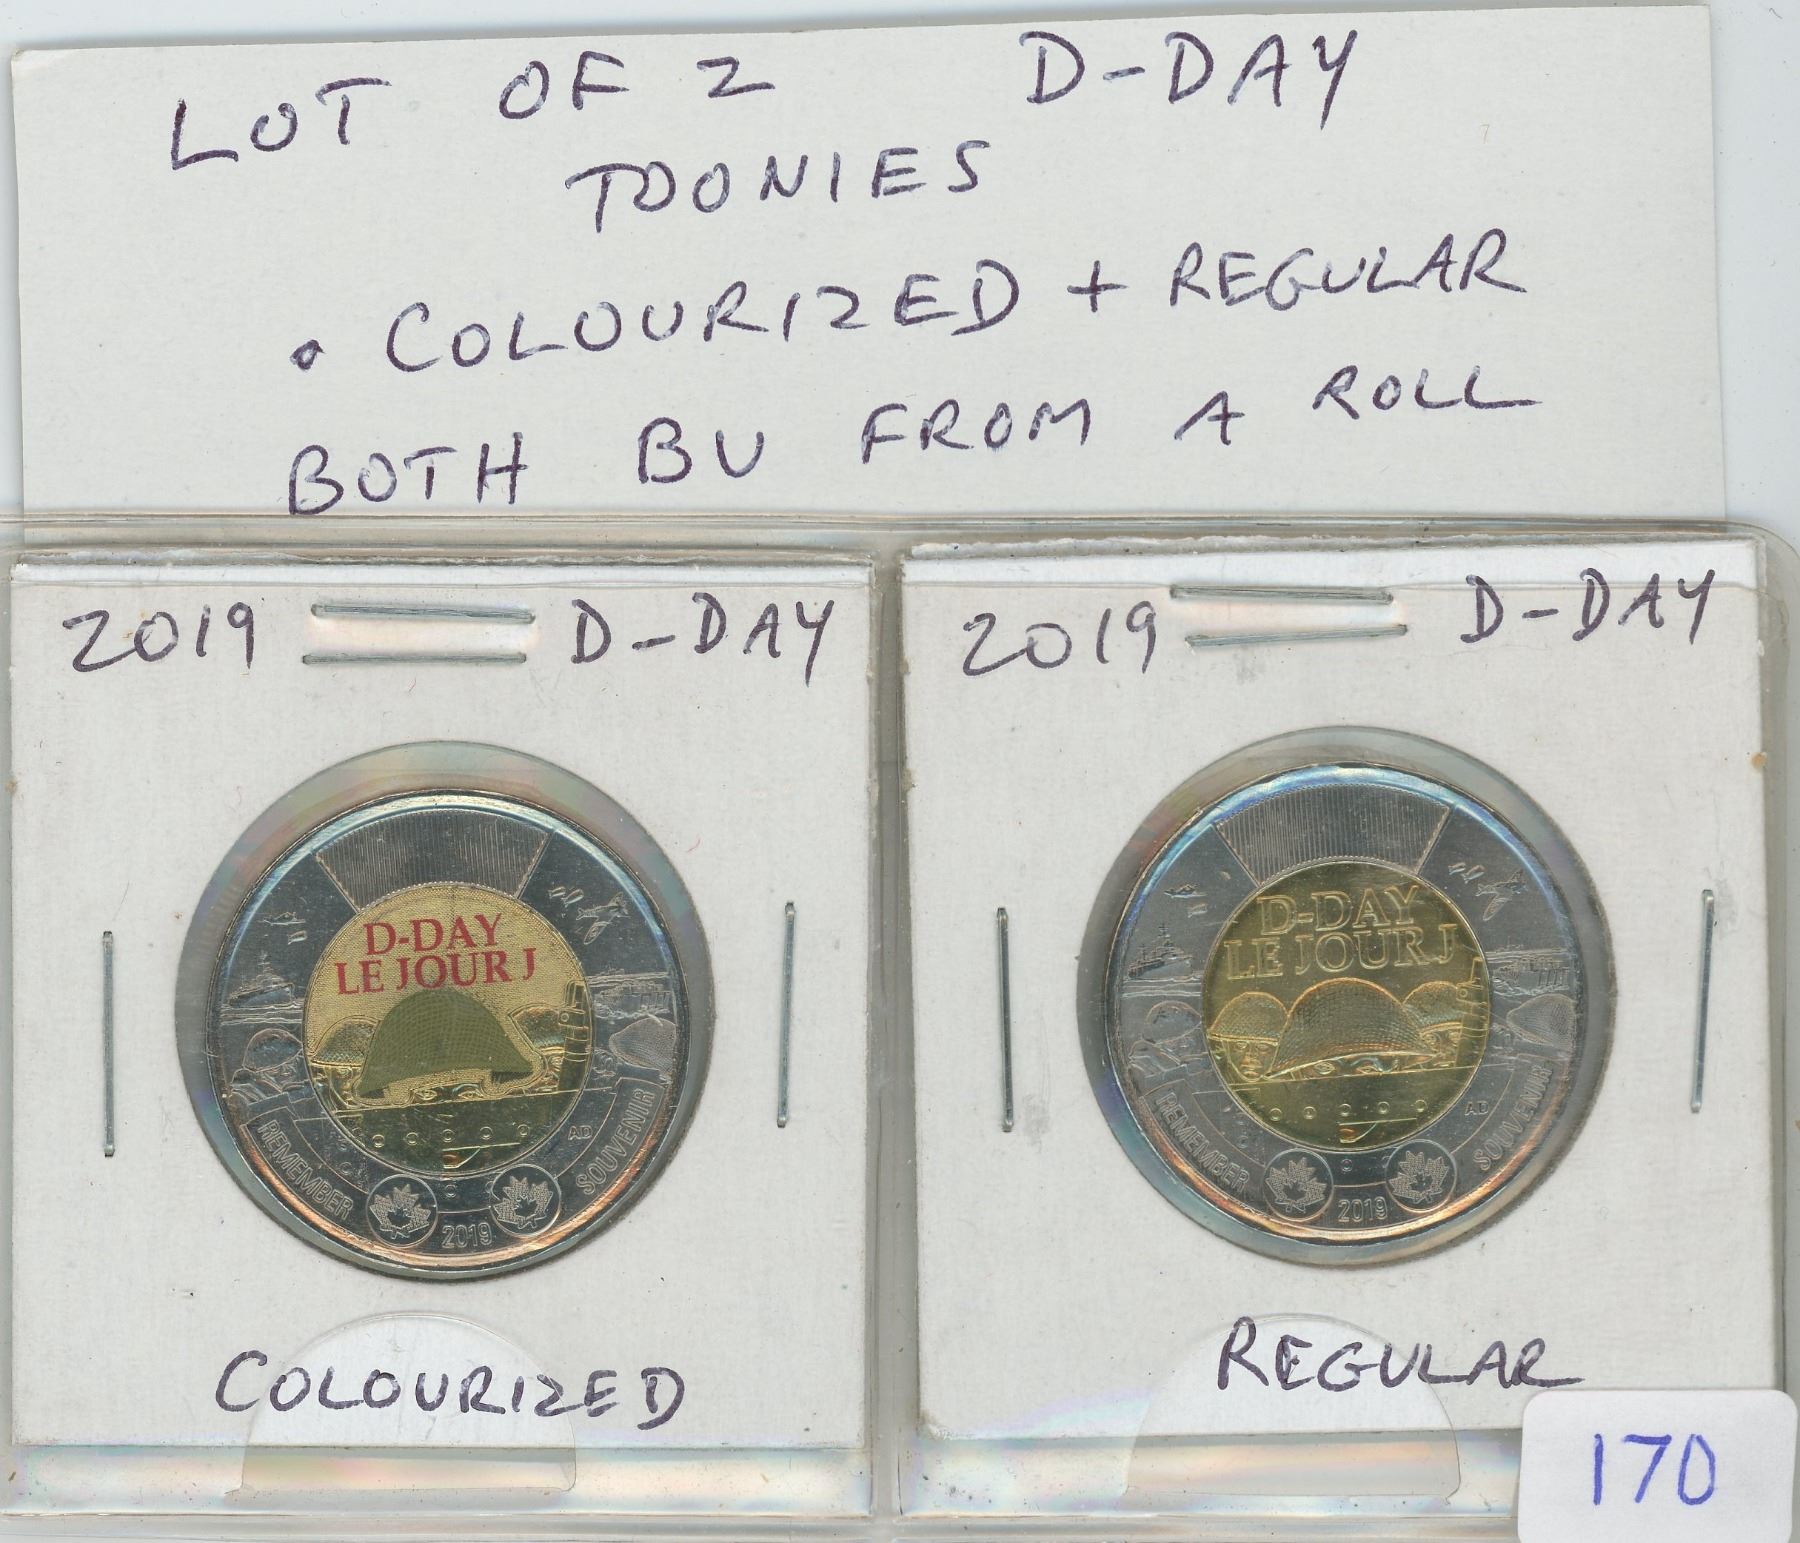 LOT OF 2 D-DAY
TOONIES
• COLOURIZED + REGULAR
BOTH BU FROM A ROLL
2019 D-DAY
D-DAY
LE JOUR J
REMEMBER
SOUVENIR
AD
2019
COLOURIZED
2019 D-DAY
D-DAY
LE JOUR J
REMEMBER
SOUVENIR
AD
2019
REGULAR
170